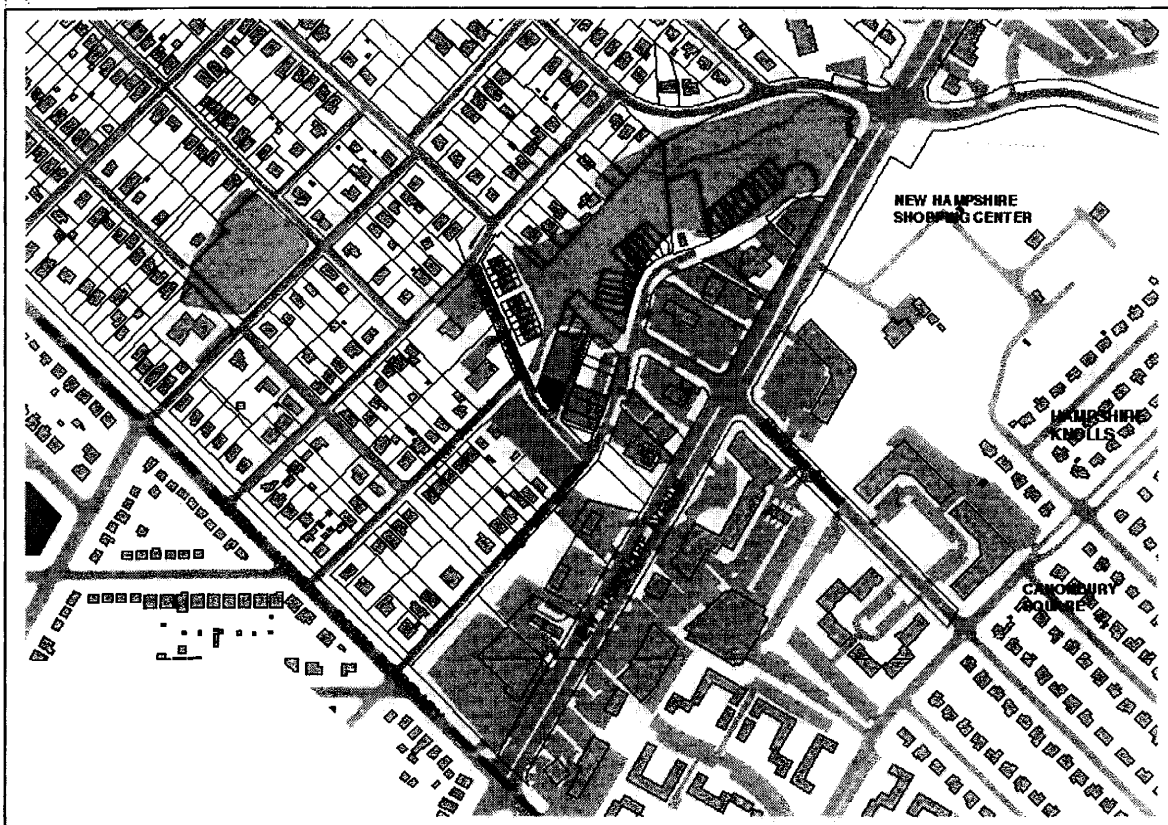 NEW HAMPSHIRE
SHOPPING CENTER
HAMPSHIRE
KNOLLS
CANONBURY
SQUARE